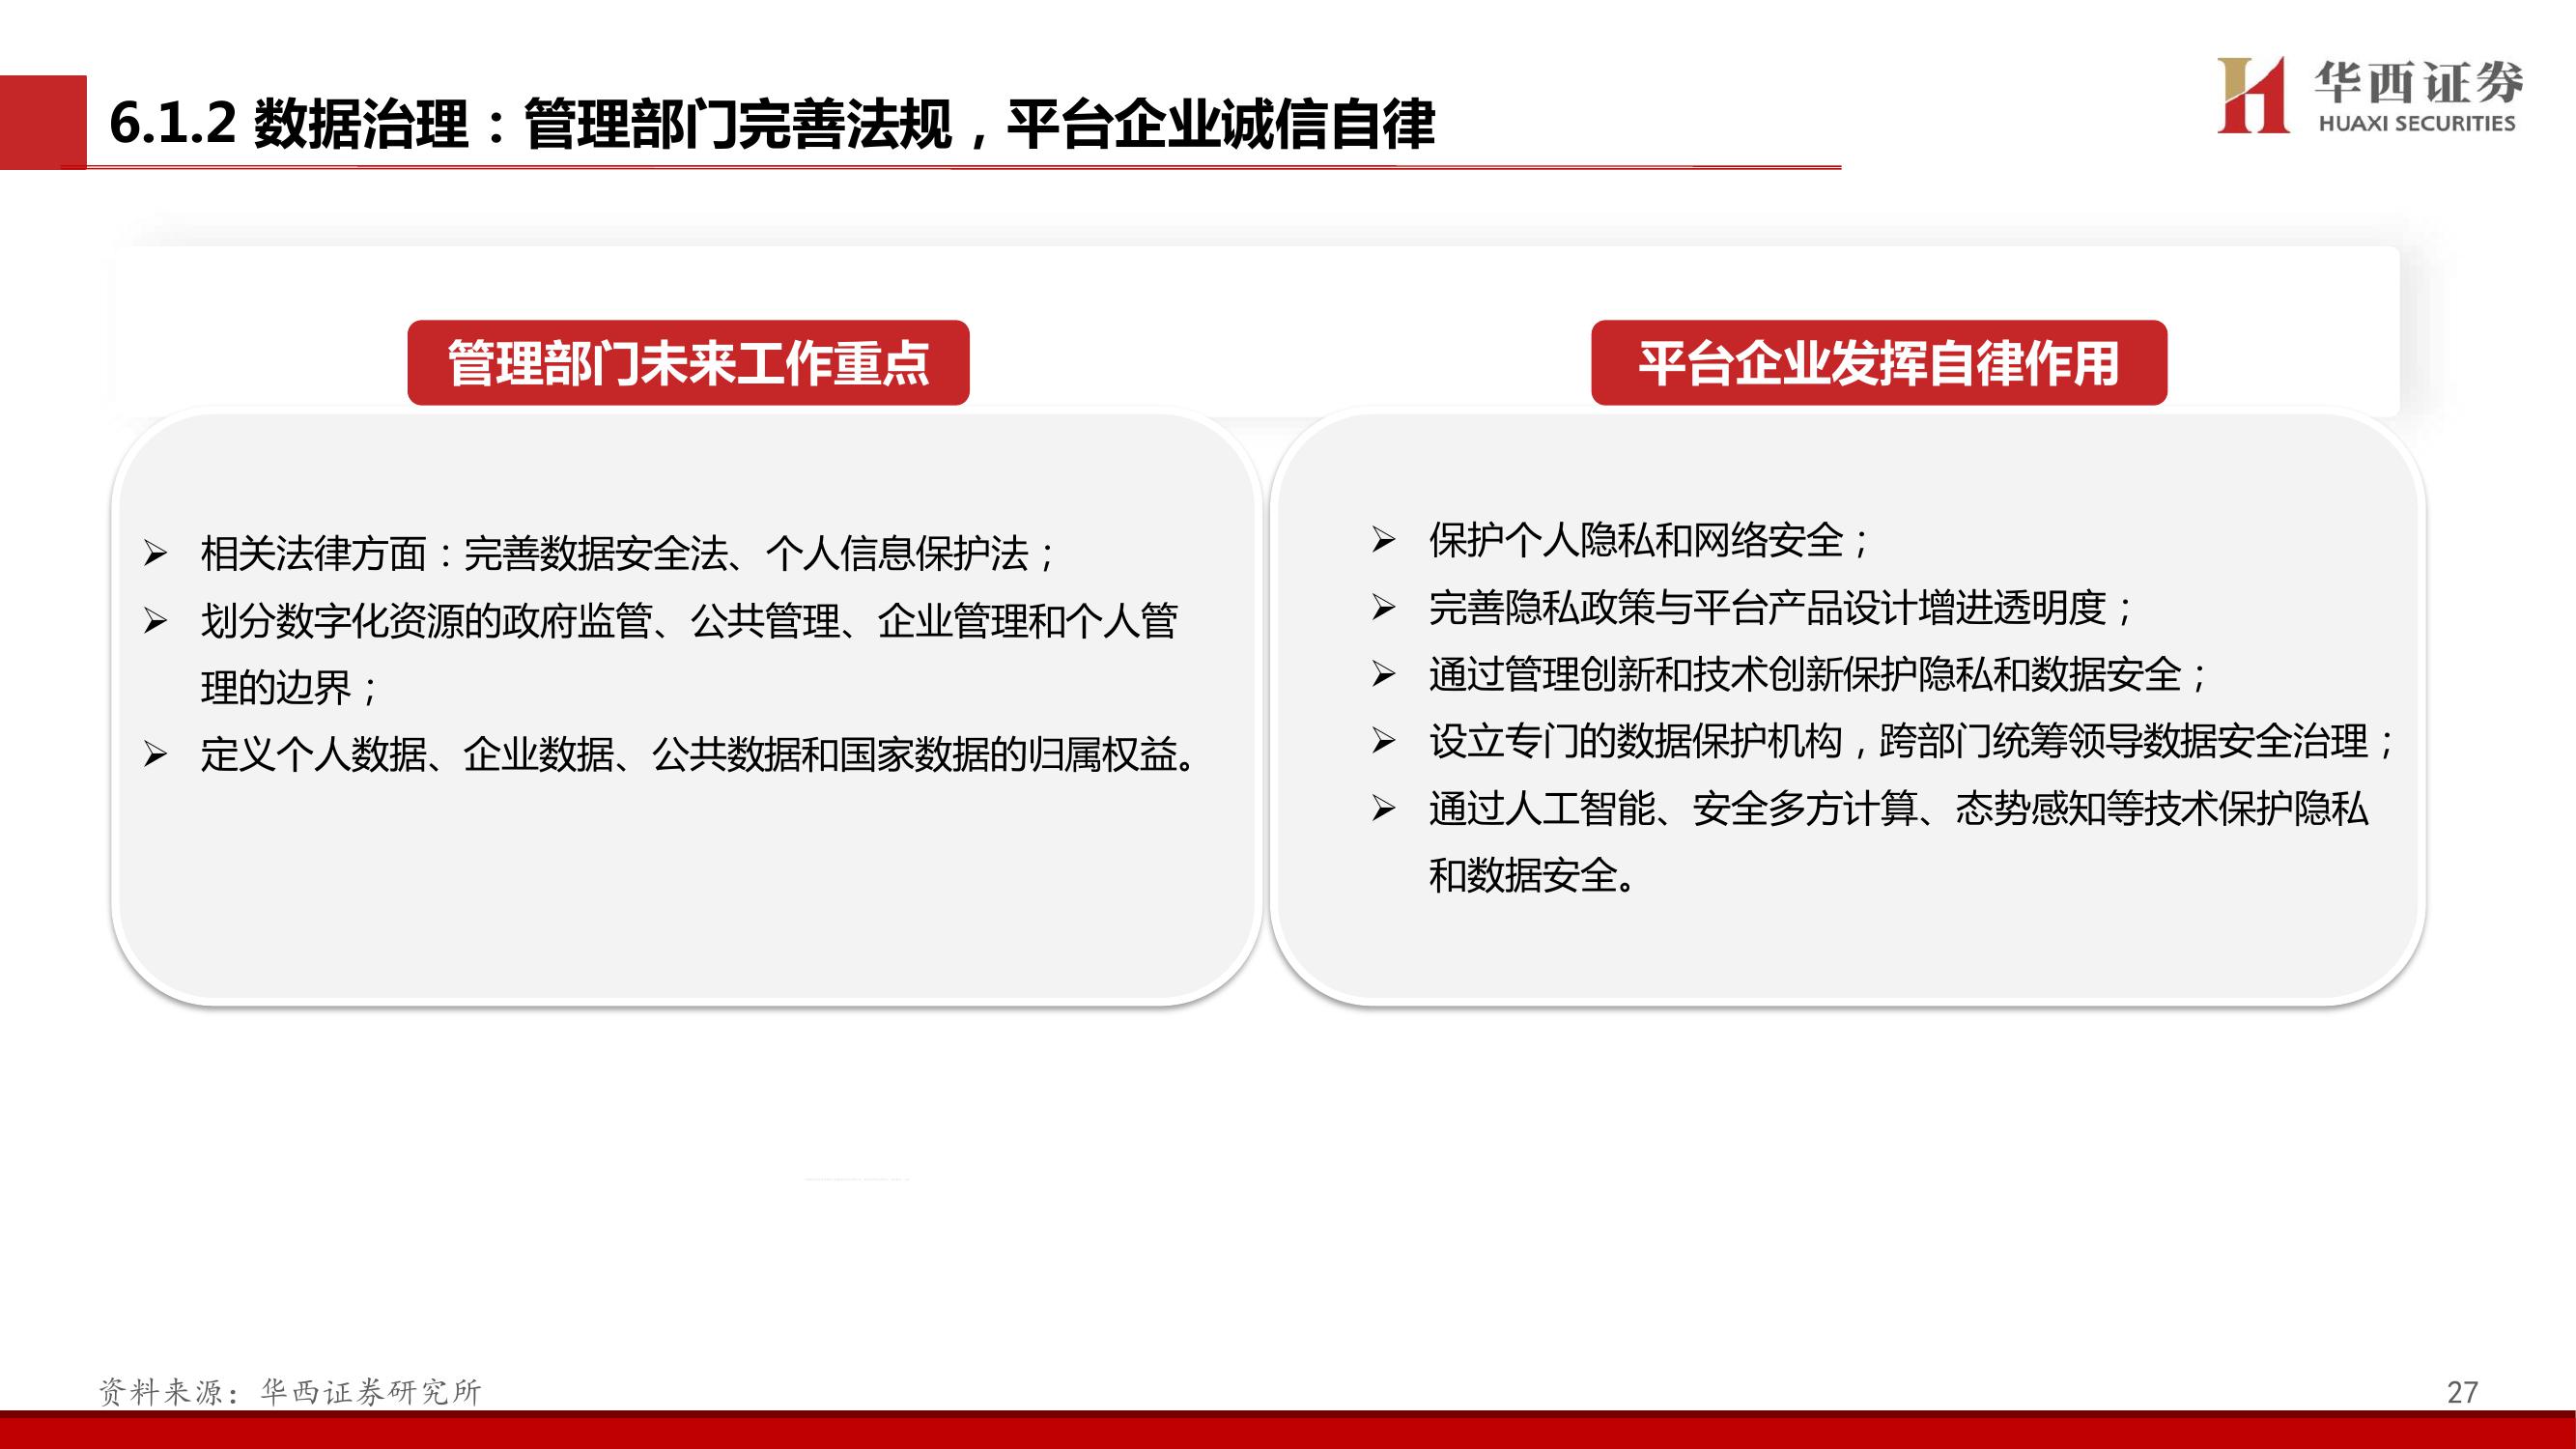 6.1.2 数据治理：管理部门完善法规，平台企业诚信自律
华西证券
HUAXI SECURITIES
管理部门未来工作重点
相关法律方面：完善数据安全法、个人信息保护法；
划分数字化资源的政府监管、公共管理、企业管理和个人管
理的边界；
定义个人数据、企业数据、公共数据和国家数据的归属权益。
平台企业发挥自律作用
保护个人隐私和网络安全；
完善隐私政策与平台产品设计增进透明度；
通过管理创新和技术创新保护隐私和数据安全；
设立专门的数据保护机构，跨部门统筹领导数据安全治理；
通过人工智能、安全多方计算、态势感知等技术保护隐私
和数据安全。
资料来源：华西证券研究所
27